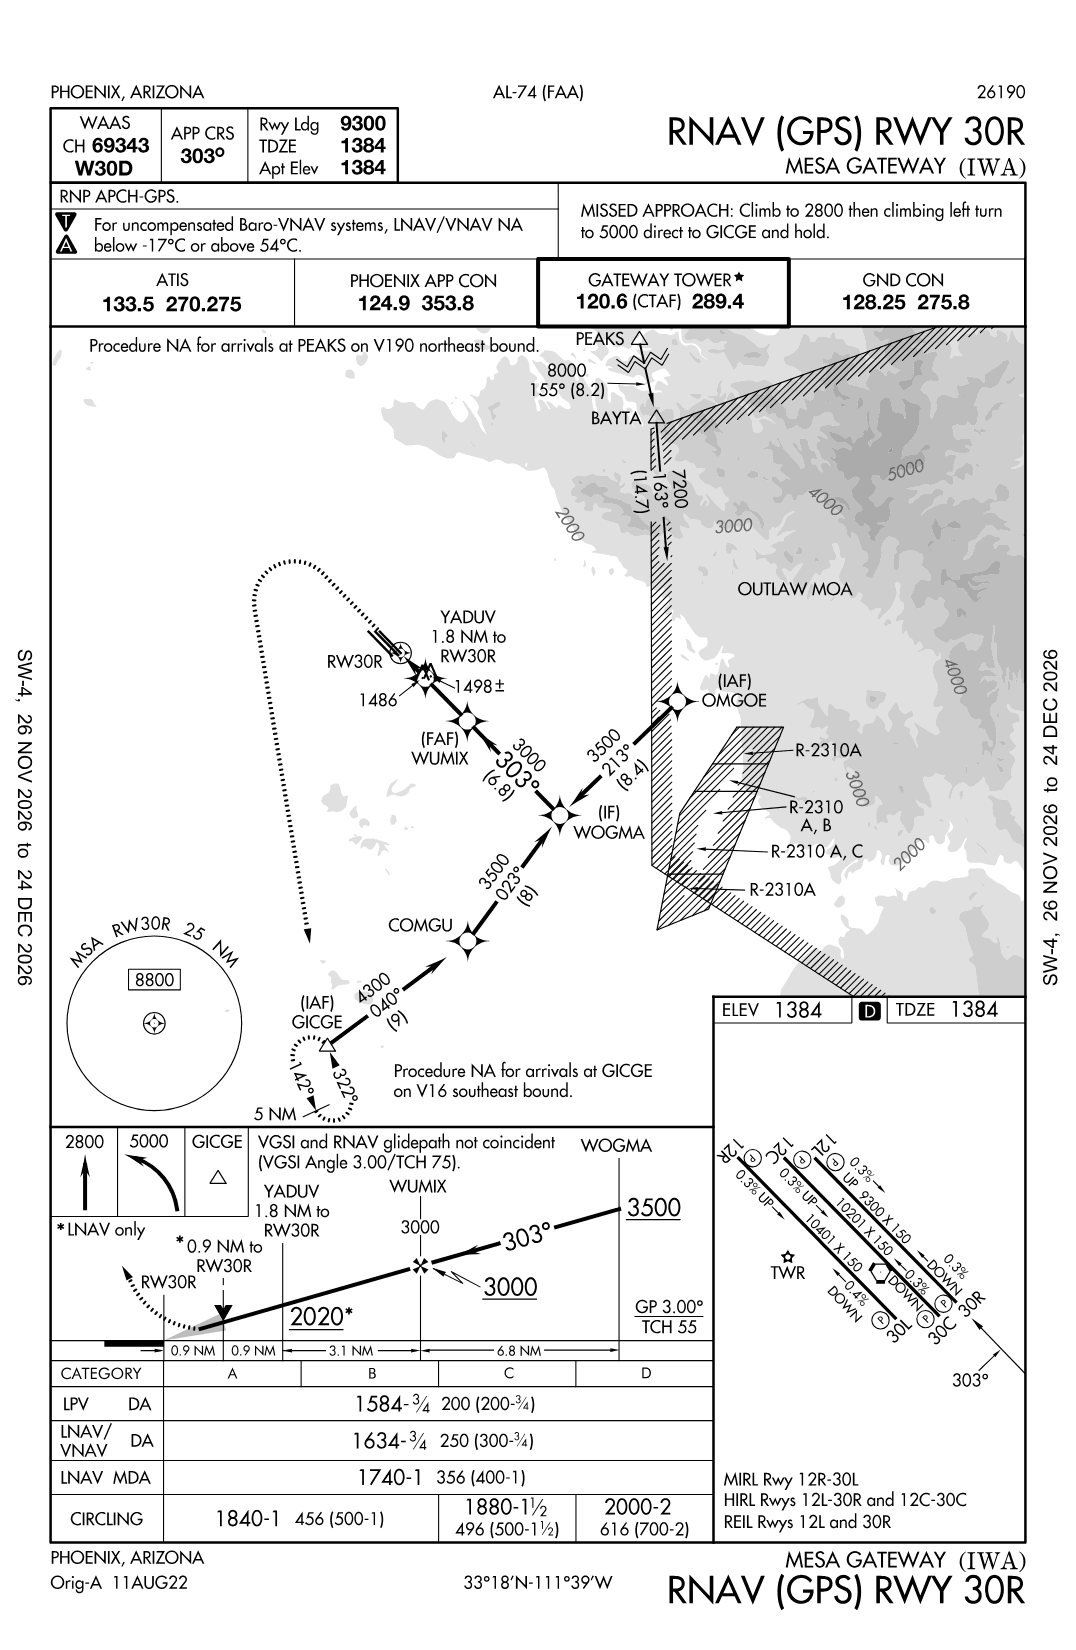 PHOENIX, ARIZONA
AL-74 (FAA)
26190
WAAS
CH 69343
W30D
APP CRS
303°
Rwy Ldg 9300
TDZE 1384
Apt Elev 1384
RNAV (GPS) RWY 30R
MESA GATEWAY (IWA)
RNP APCH-GPS.
T
A
For uncompensated Baro-VNAV systems, LNAV/VNAV NA
below -17°C or above 54°C.
MISSED APPROACH: Climb to 2800 then climbing left turn
to 5000 direct to GICGE and hold.
ATIS
133.5 270.275
PHOENIX APP CON
124.9 353.8
GATEWAY TOWER★
120.6 (CTAF) 289.4
GND CON
128.25 275.8
Procedure NA for arrivals at PEAKS on V190 northeast bound.
PEAKS
8000
155° (8.2)
BAYTA
7200
163°
(14.7)
5000
4000
3000
2000
OUTLAW MOA
YADUV
1.8 NM to
RW30R
RW30R
1486
1498±
(IAF)
OMGOE
4000
(FAF)
WUMIX
3000
303°
(6.8)
3500
213°
(8.4)
R-2310A
3000
R-2310
A, B
(IF)
WOGMA
R-2310 A, C
2000
R-2310A
3500
023°
(8)
COMGU
MSA RW30R 25 NM
8800
4300
040°
(9)
(IAF)
GICGE
142°
322°
5 NM
Procedure NA for arrivals at GICGE
on V16 southeast bound.
SW-4, 26 NOV 2026 to 24 DEC 2026
SW-4, 26 NOV 2026 to 24 DEC 2026
ELEV 1384
D
TDZE 1384
2800
5000
GICGE
VGSI and RNAV glidepath not coincident
(VGSI Angle 3.00/TCH 75).
WOGMA
YADUV
1.8 NM to
RW30R
WUMIX
*LNAV only
*0.9 NM to
RW30R
3000
303°
3500
RW30R
3000
2020*
GP 3.00°
TCH 55
0.9 NM
0.9 NM
3.1 NM
6.8 NM
12R
12C
12L
P
P
P
0.3% UP
0.3% UP
0.3%
UP
9300 X 150
10201 X 150
10401 X 150
TWR
0.4%
DOWN
0.3%
DOWN
0.3%
DOWN
P
P
P
30L
30C
30R
303°
CATEGORY
A
B
C
D
LPV DA
1584-¾ 200 (200-¾)
LNAV/
VNAV DA
1634-¾ 250 (300-¾)
LNAV MDA
1740-1 356 (400-1)
CIRCLING
1840-1 456 (500-1)
1880-1½
496 (500-1½)
2000-2
616 (700-2)
MIRL Rwy 12R-30L
HIRL Rwys 12L-30R and 12C-30C
REIL Rwys 12L and 30R
PHOENIX, ARIZONA
Orig-A 11AUG22
33°18'N-111°39'W
MESA GATEWAY (IWA)
RNAV (GPS) RWY 30R